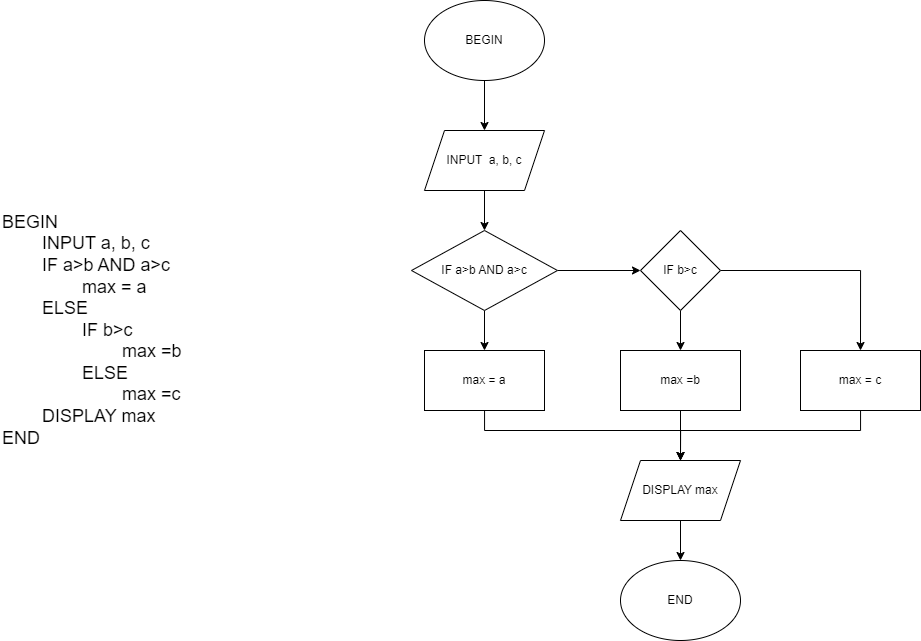 BEGIN
INPUT a, b, c
IF a>b AND a>c
max = a
ELSE
IF b>c
max =b
ELSE
max =c
DISPLAY max
END
BEGIN
INPUT a, b, c
IF a>b AND a>c
IF b>c
max = a
max =b
max = c
DISPLAY max
END